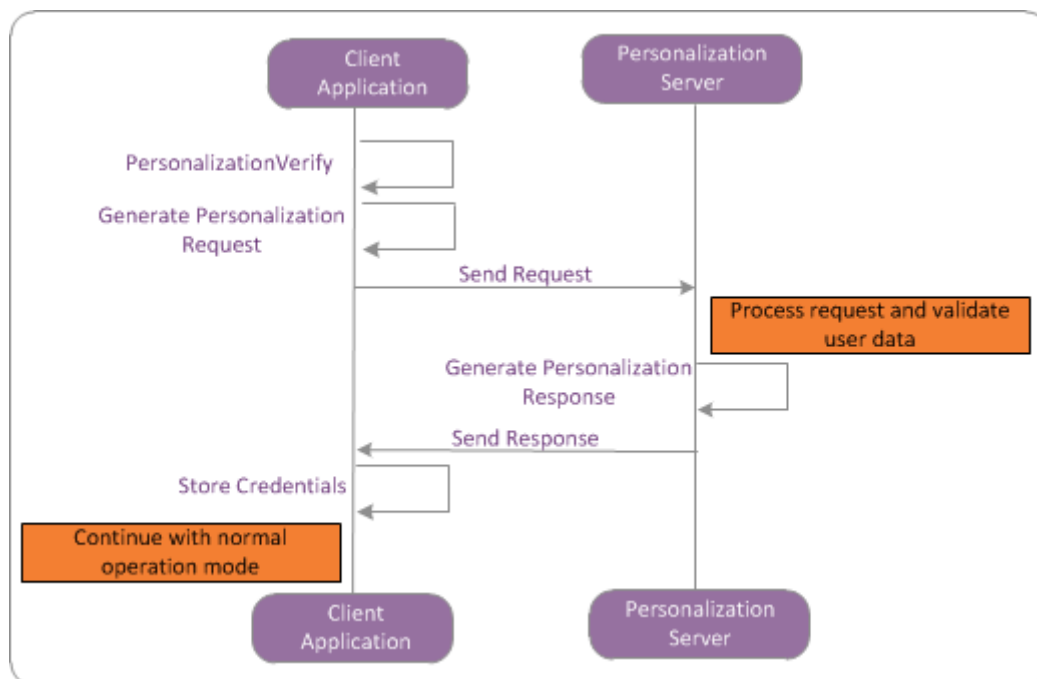 Client
Application
Personalization
Server
PersonalizationVerify
Generate Personalization
Request
Send Request
Process request and validate
user data
Generate Personalization
Response
Send Response
Store Credentials
Continue with normal
operation mode
Client
Application
Personalization
Server